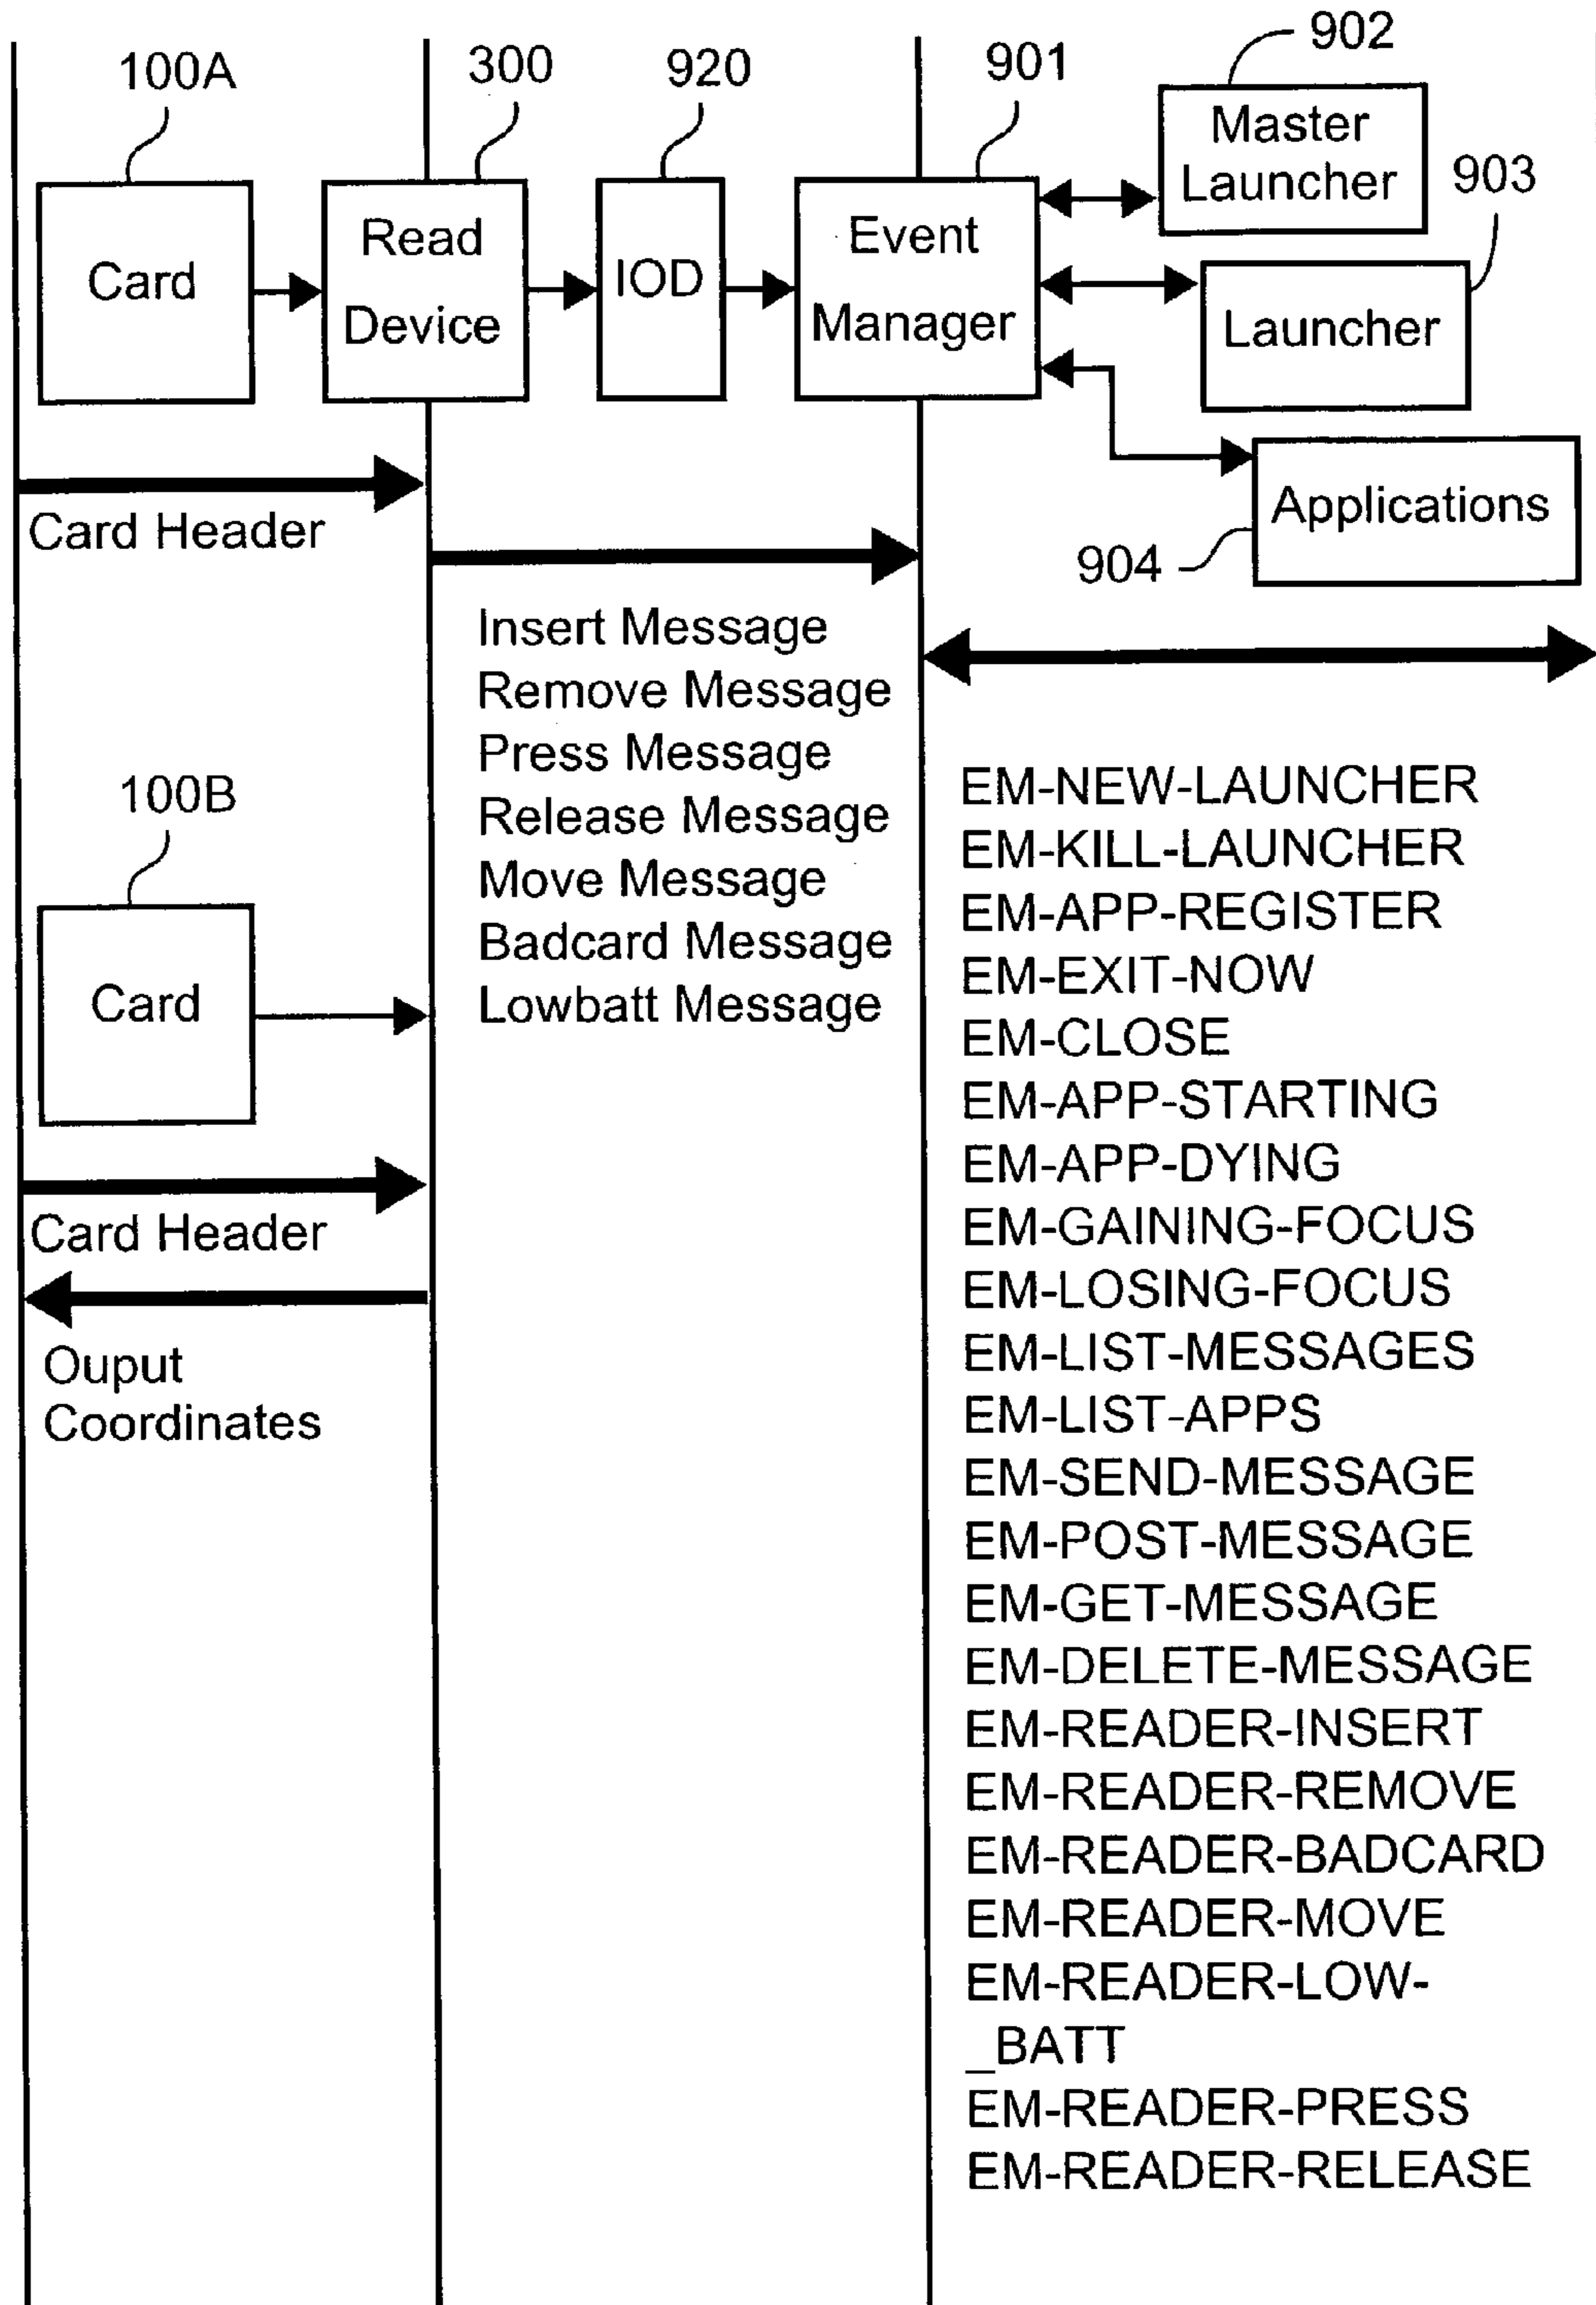 902
100A
300
920
901
Master
Launcher
903
Card
Read
Device
IOD
Event
Manager
Launcher
Applications
904
Card Header
Insert Message
Remove Message
Press Message
Release Message
Move Message
Badcard Message
Lowbatt Message
100B
Card
Card Header
Ouput
Coordinates
EM-NEW-LAUNCHER
EM-KILL-LAUNCHER
EM-APP-REGISTER
EM-EXIT-NOW
EM-CLOSE
EM-APP-STARTING
EM-APP-DYING
EM-GAINING-FOCUS
EM-LOSING-FOCUS
EM-LIST-MESSAGES
EM-LIST-APPS
EM-SEND-MESSAGE
EM-POST-MESSAGE
EM-GET-MESSAGE
EM-DELETE-MESSAGE
EM-READER-INSERT
EM-READER-REMOVE
EM-READER-BADCARD
EM-READER-MOVE
EM-READER-LOW-
_BATT
EM-READER-PRESS
EM-READER-RELEASE